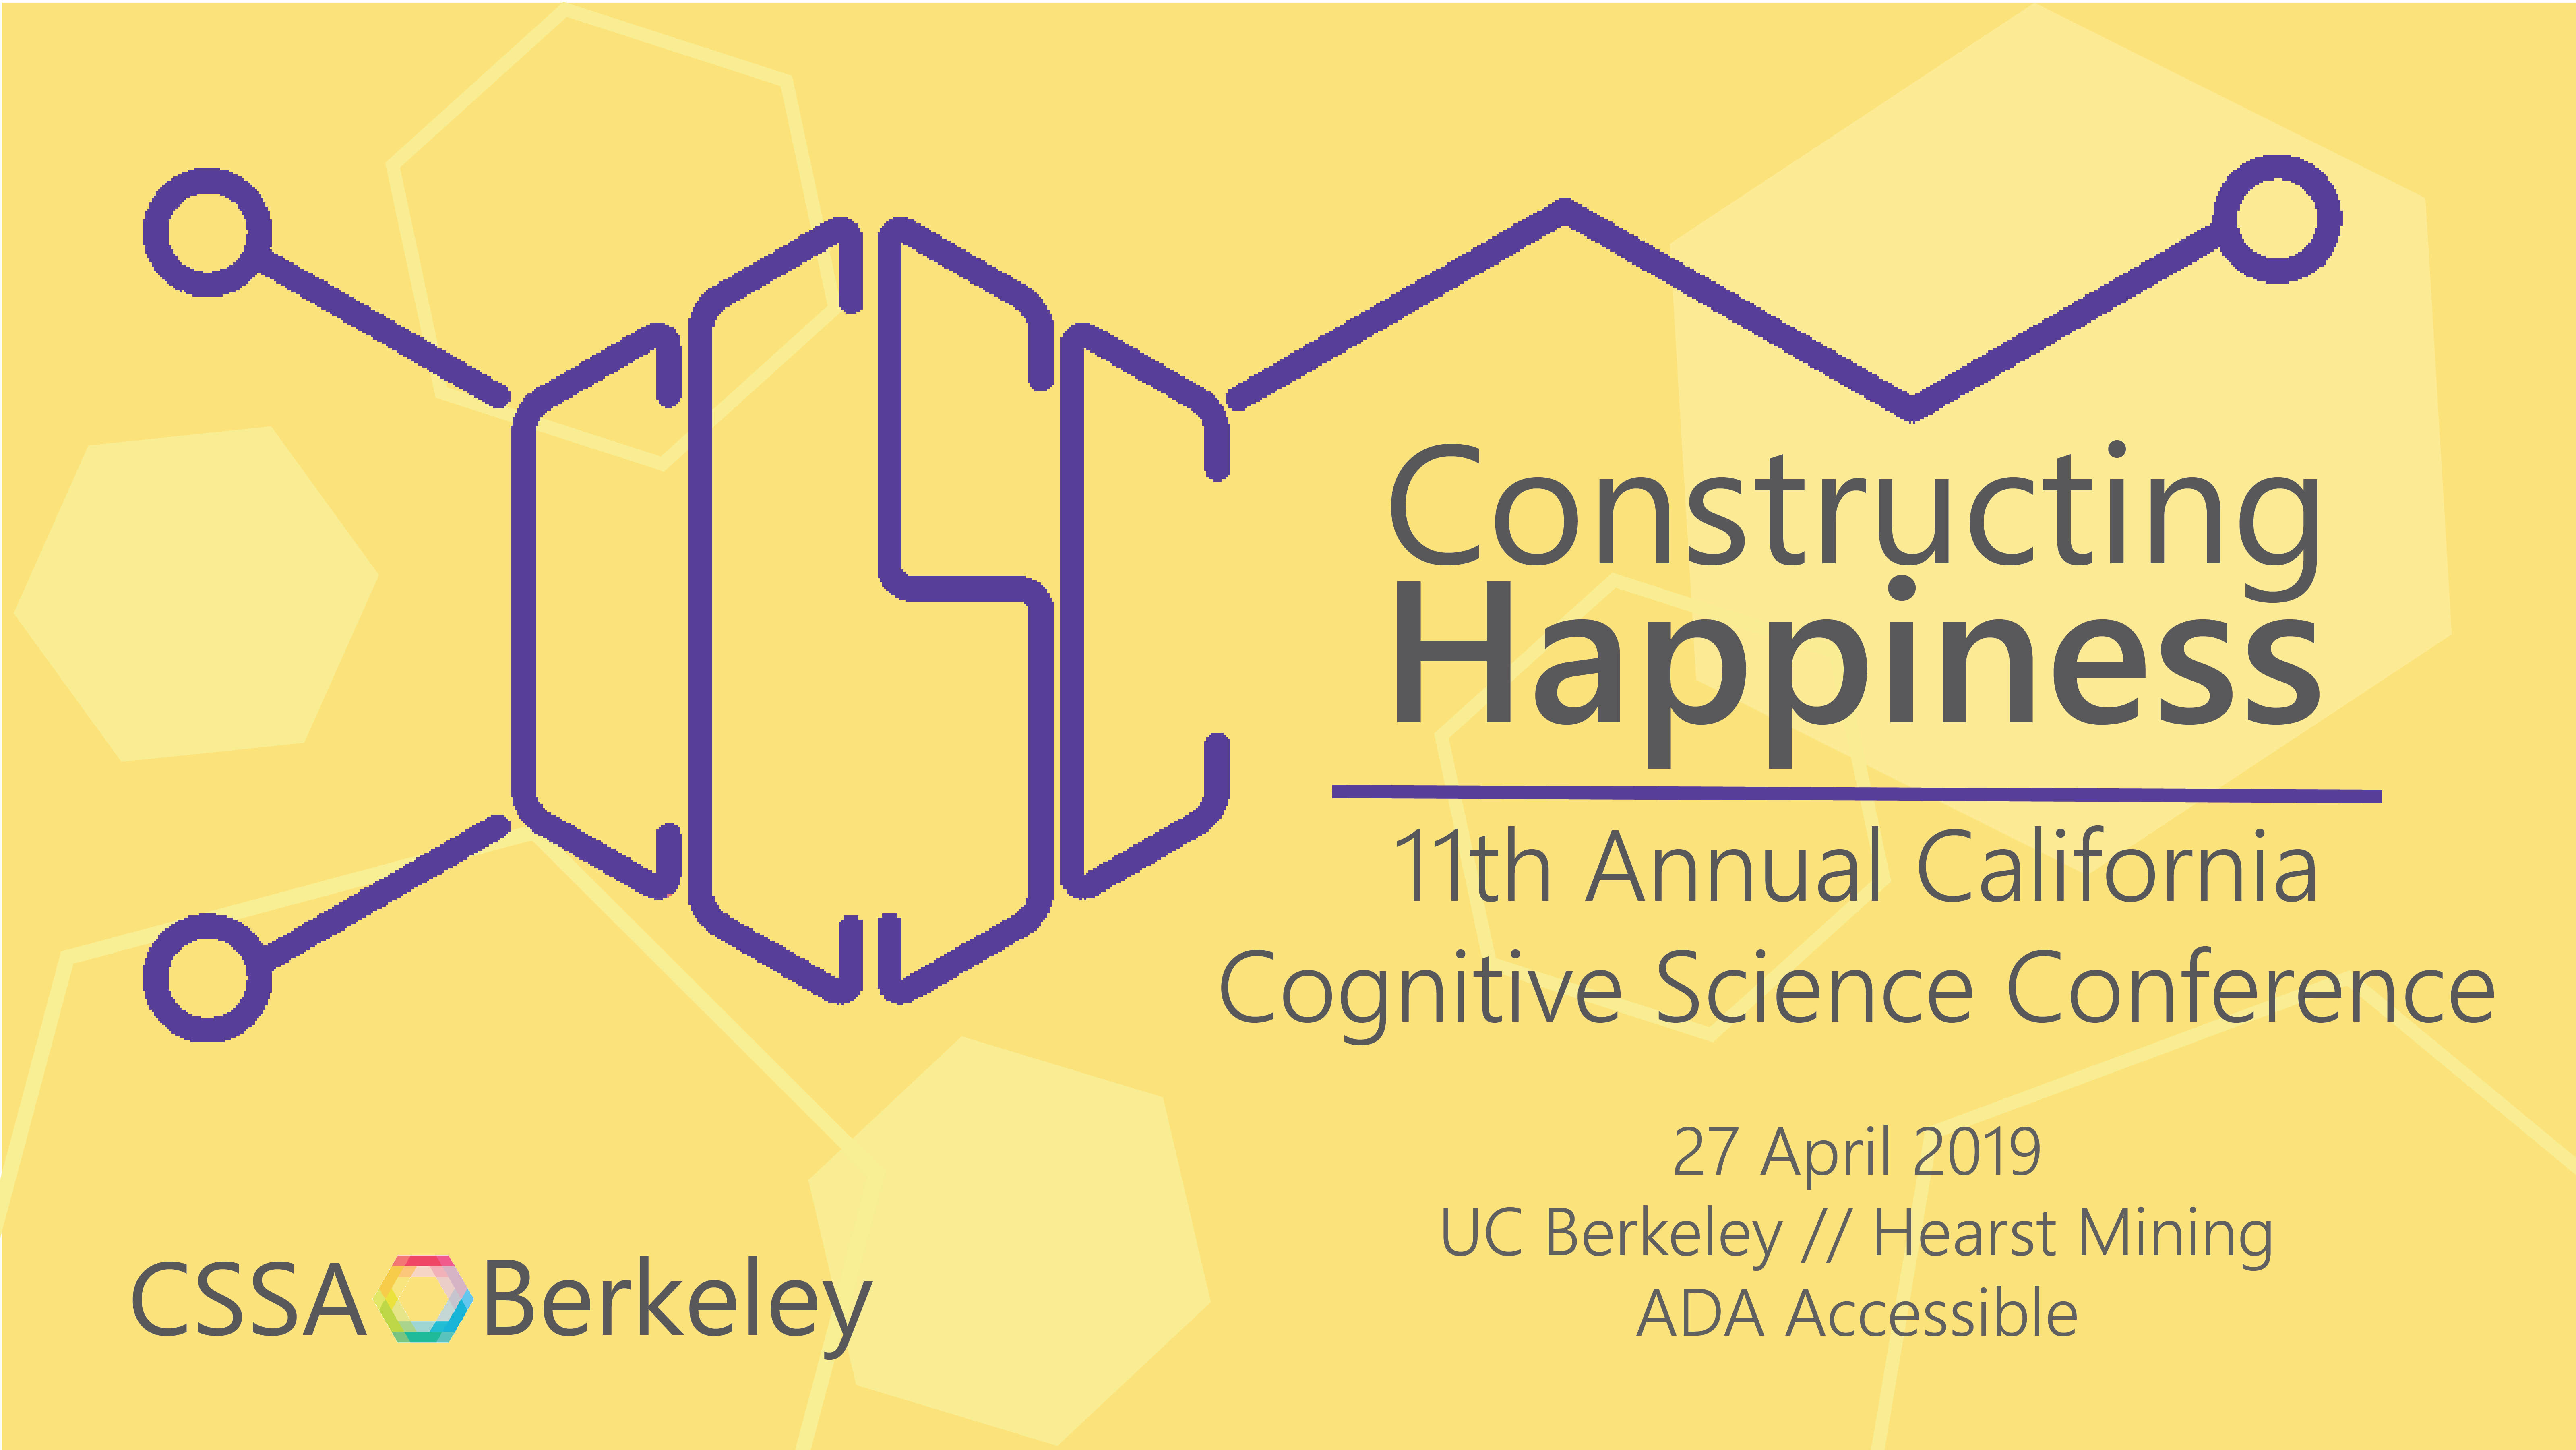 CCSC
Constructing
Happiness
11th Annual California
Cognitive Science Conference
27 April 2019
UC Berkeley // Hearst Mining
ADA Accessible
CSSA Berkeley